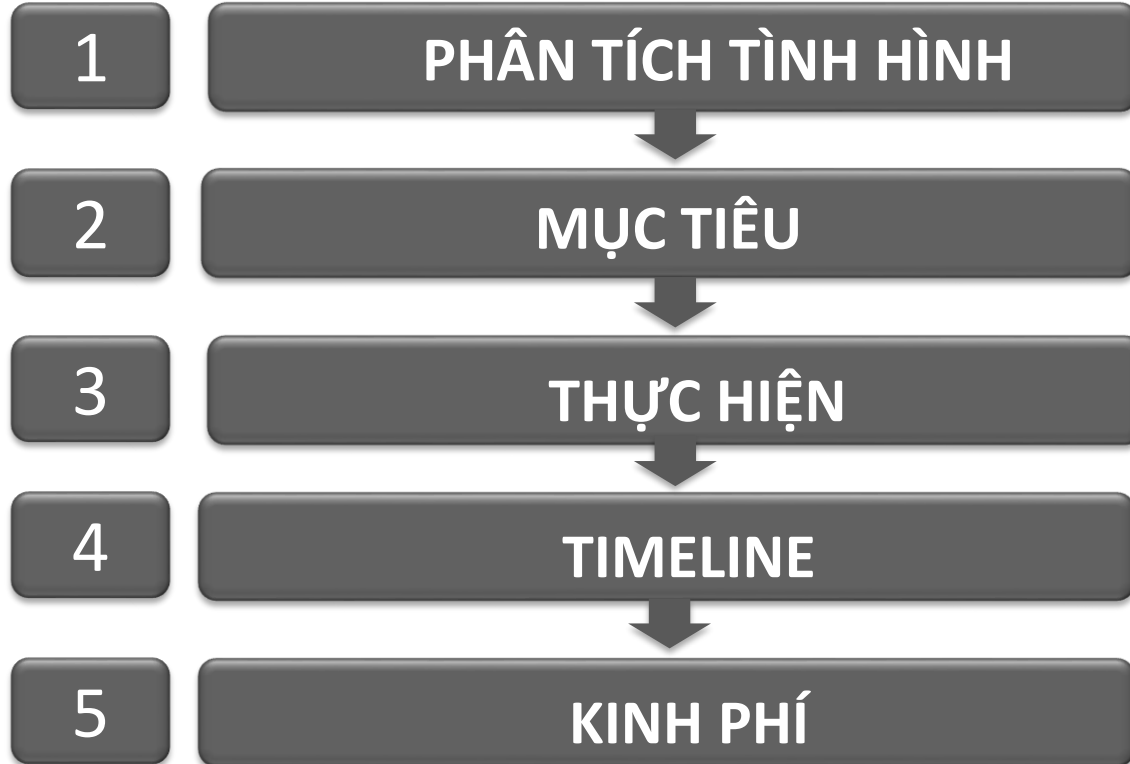 1
PHÂN TÍCH TÌNH HÌNH
2
MỤC TIÊU
3
THỰC HIỆN
4
TIMELINE
5
KINH PHÍ